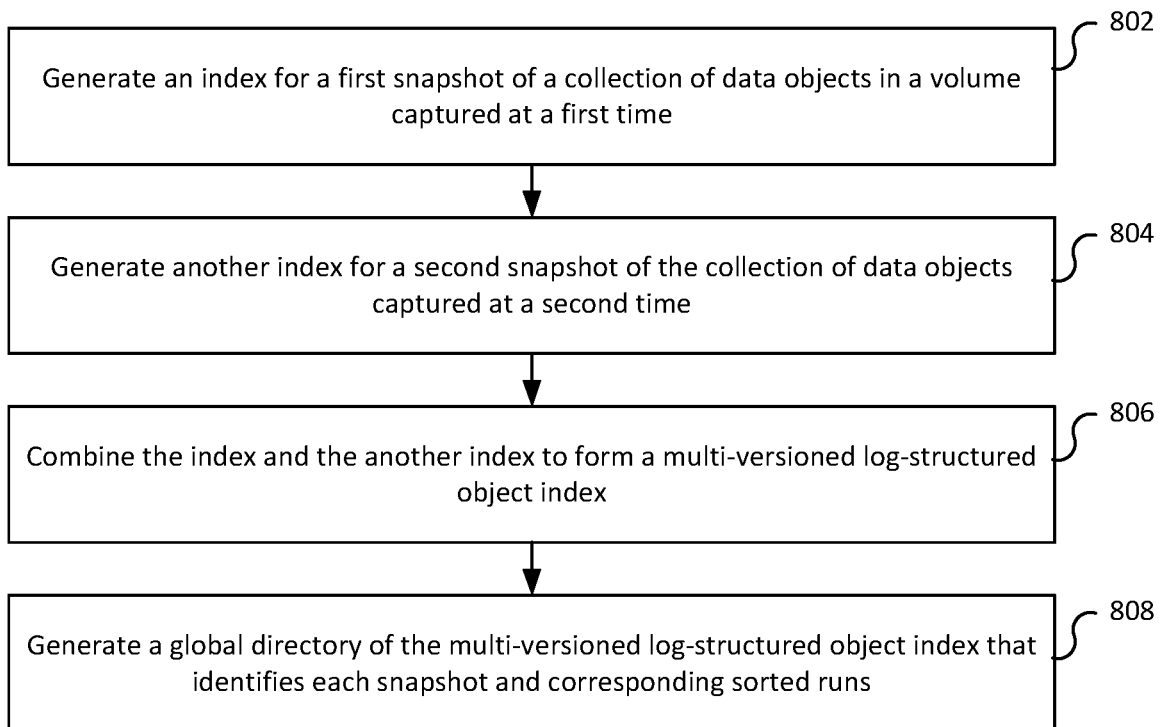 802
Generate an index for a first snapshot of a collection of data objects in a volume
captured at a first time
804
Generate another index for a second snapshot of the collection of data objects
captured at a second time
806
Combine the index and the another index to form a multi-versioned log-structured
object index
808
Generate a global directory of the multi-versioned log-structured object index that
identifies each snapshot and corresponding sorted runs